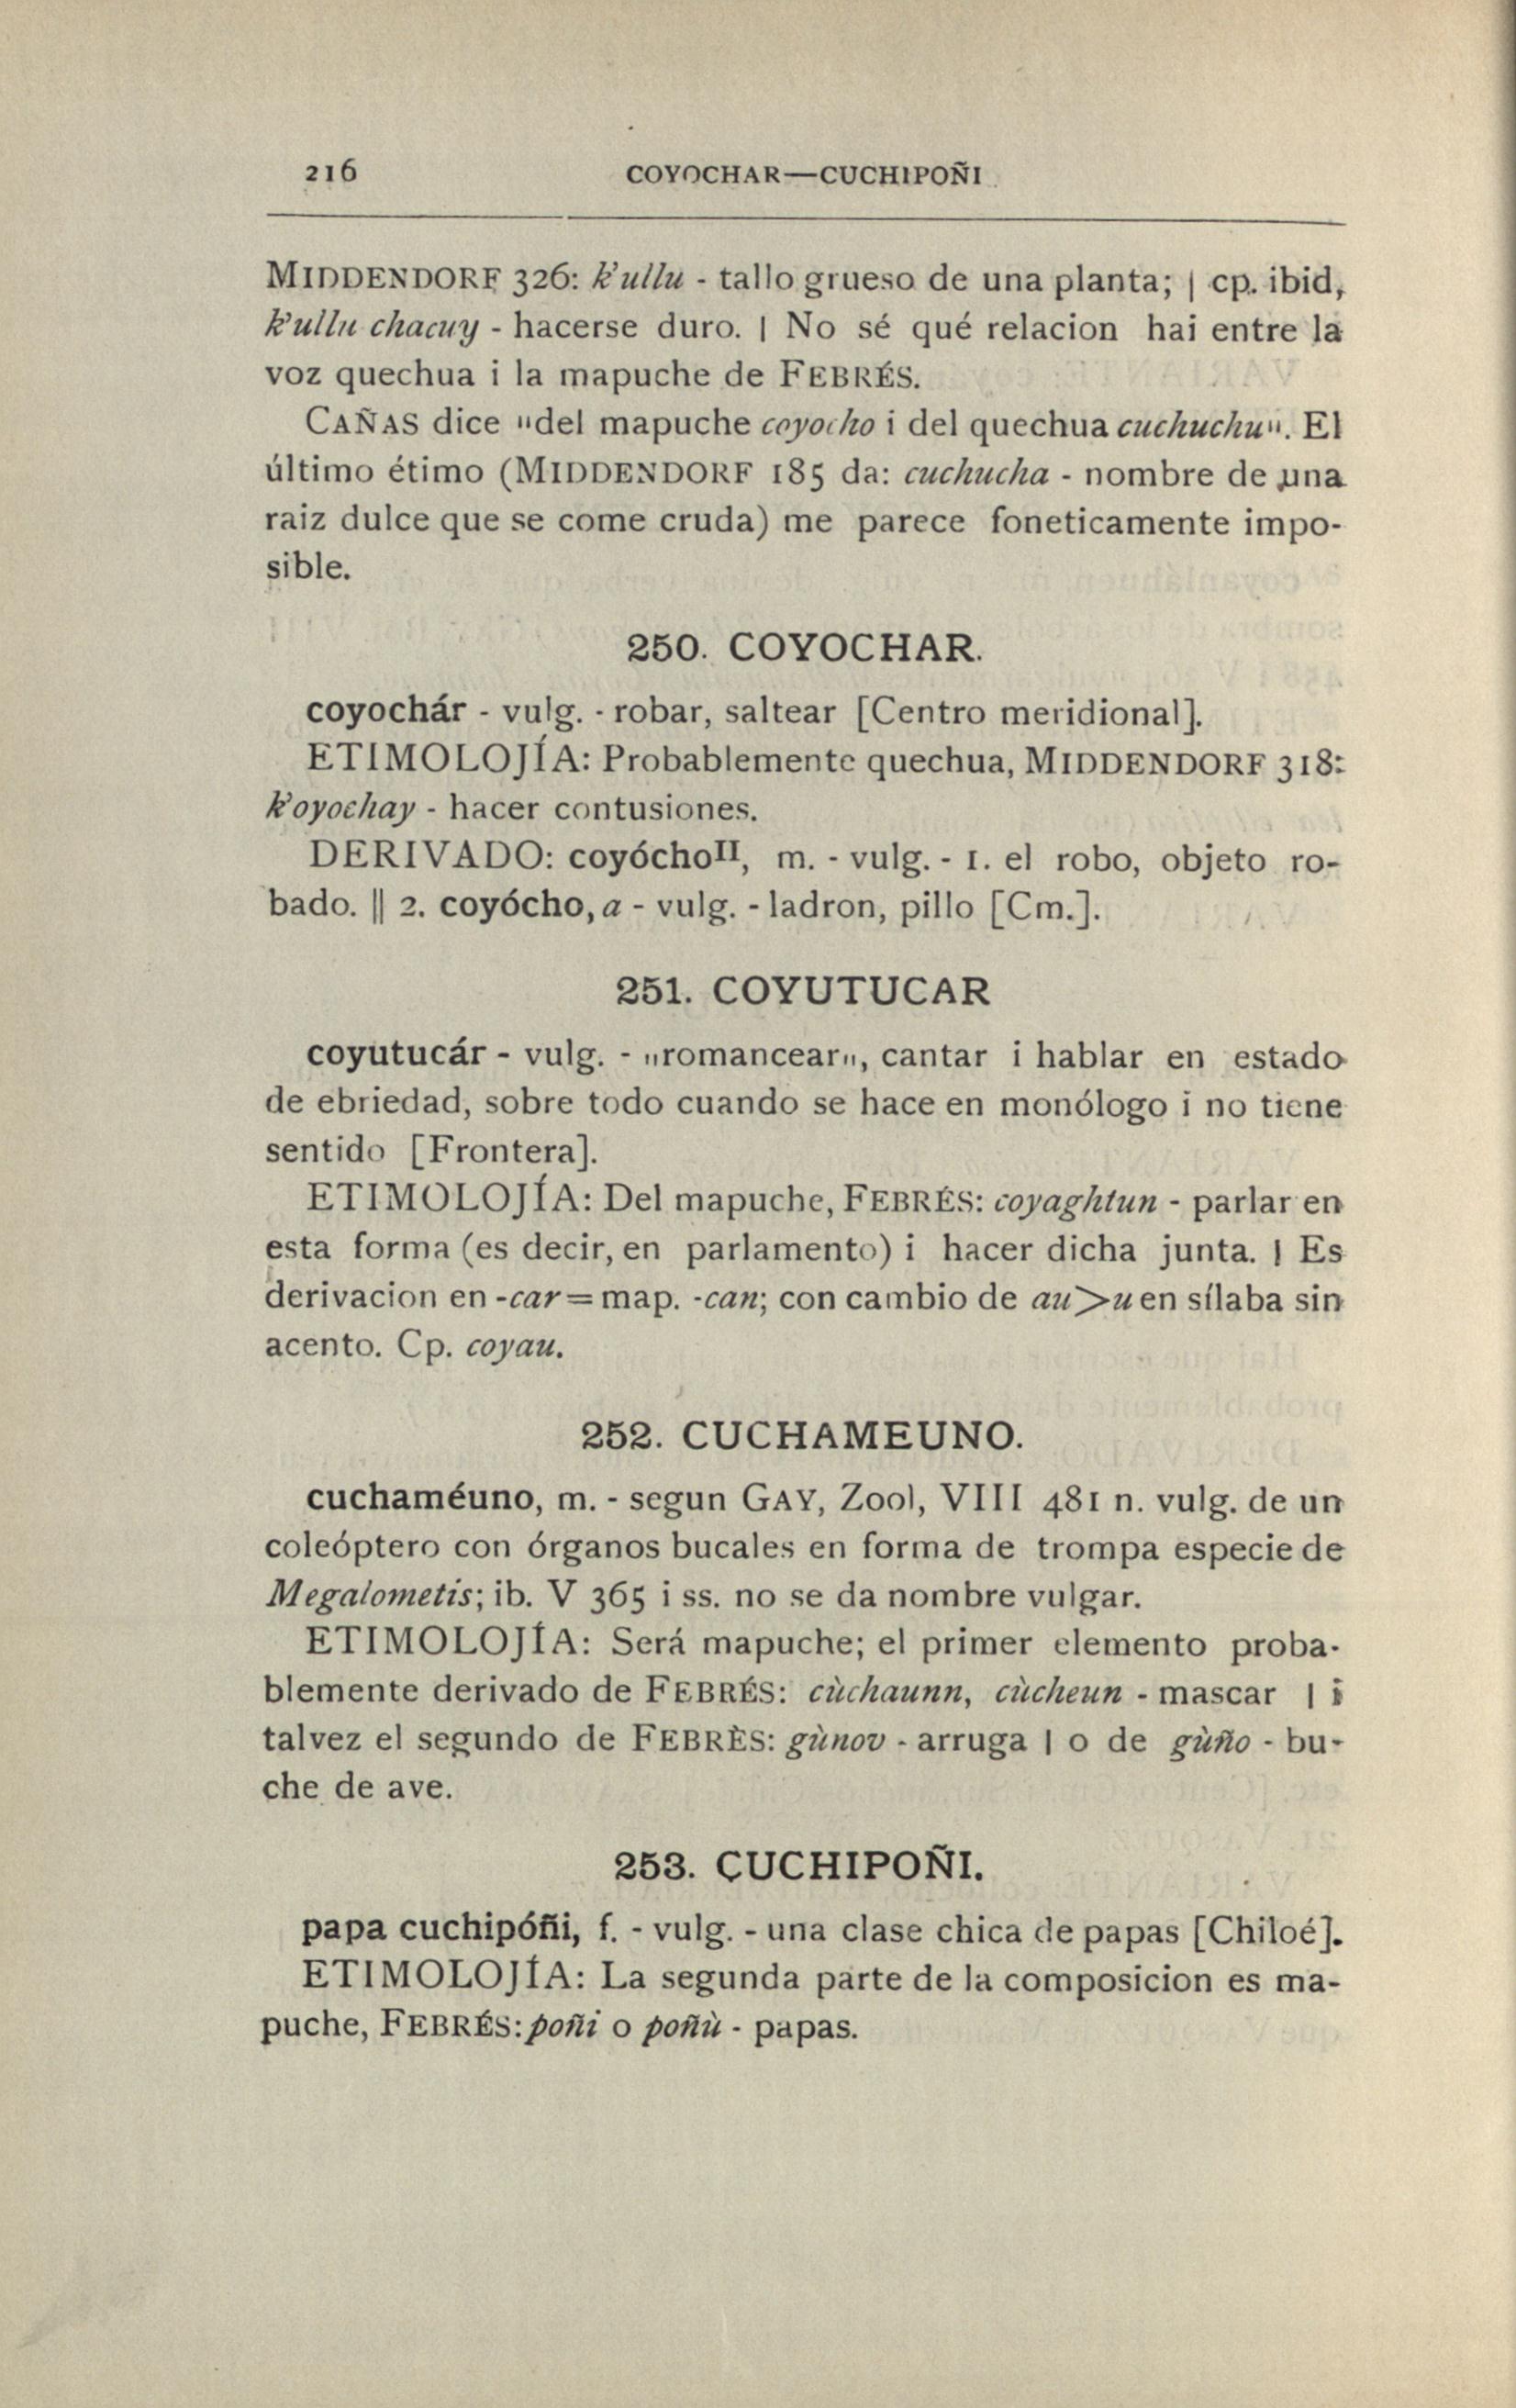 216
COYOCHAR—CUCHIPOÑI
MIDDENDORF 326: k'ullu - tallo grueso de una planta; | cp. ibid,
k'ullu chacuy - hacerse duro. | No sé qué relacion hai entre la
voz quechua i la mapuche de FEBRÉS.
CAÑAS dice "del mapuche coyocho i del quechua cuchuchu". El
último étimo (MIDDENDORF 185 da: cuchucha - nombre de una
raiz dulce que se come cruda) me parece foneticamente impo-
sible.
250. COYOCHAR.
coyochár - vulg. - robar, saltear [Centro meridional].
ETIMOLOJÍA: Probablemente quechua, MIDDENDORF 318:
k'oyochay - hacer contusiones.
DERIVADO: coyóchoII, m. - vulg. - 1. el robo, objeto ro-
bado. || 2. coyócho, a - vulg. - ladron, pillo [Cm.].
251. COYUTUCAR
coyutucár - vulg. - "romancear", cantar i hablar en estado
de ebriedad, sobre todo cuando se hace en monólogo i no tiene
sentido [Frontera].
ETIMOLOJÍA: Del mapuche, FEBRÉS: coyaghtun - parlar en
esta forma (es decir, en parlamento) i hacer dicha junta. | Es
derivacion en -car = map. -can; con cambio de au>u en sílaba sin
acento. Cp. coyau.
252. CUCHAMEUNO.
cuchaméuno, m. - segun GAY, Zool, VIII 481 n. vulg. de un
coleóptero con órganos bucales en forma de trompa especie de
Megalometis; ib. V 365 i ss. no se da nombre vulgar.
ETIMOLOJÍA: Será mapuche; el primer elemento proba-
blemente derivado de FEBRÉS: cùchaunn, cùcheun - mascar | i
talvez el segundo de FEBRÈS: gùnov - arruga | o de gùño - bu-
che de ave.
253. CUCHIPOÑI.
papa cuchipóñi, f. - vulg. - una clase chica de papas [Chiloé].
ETIMOLOJÍA: La segunda parte de la composicion es ma-
puche, FEBRÉS: poñi o poñù - papas.